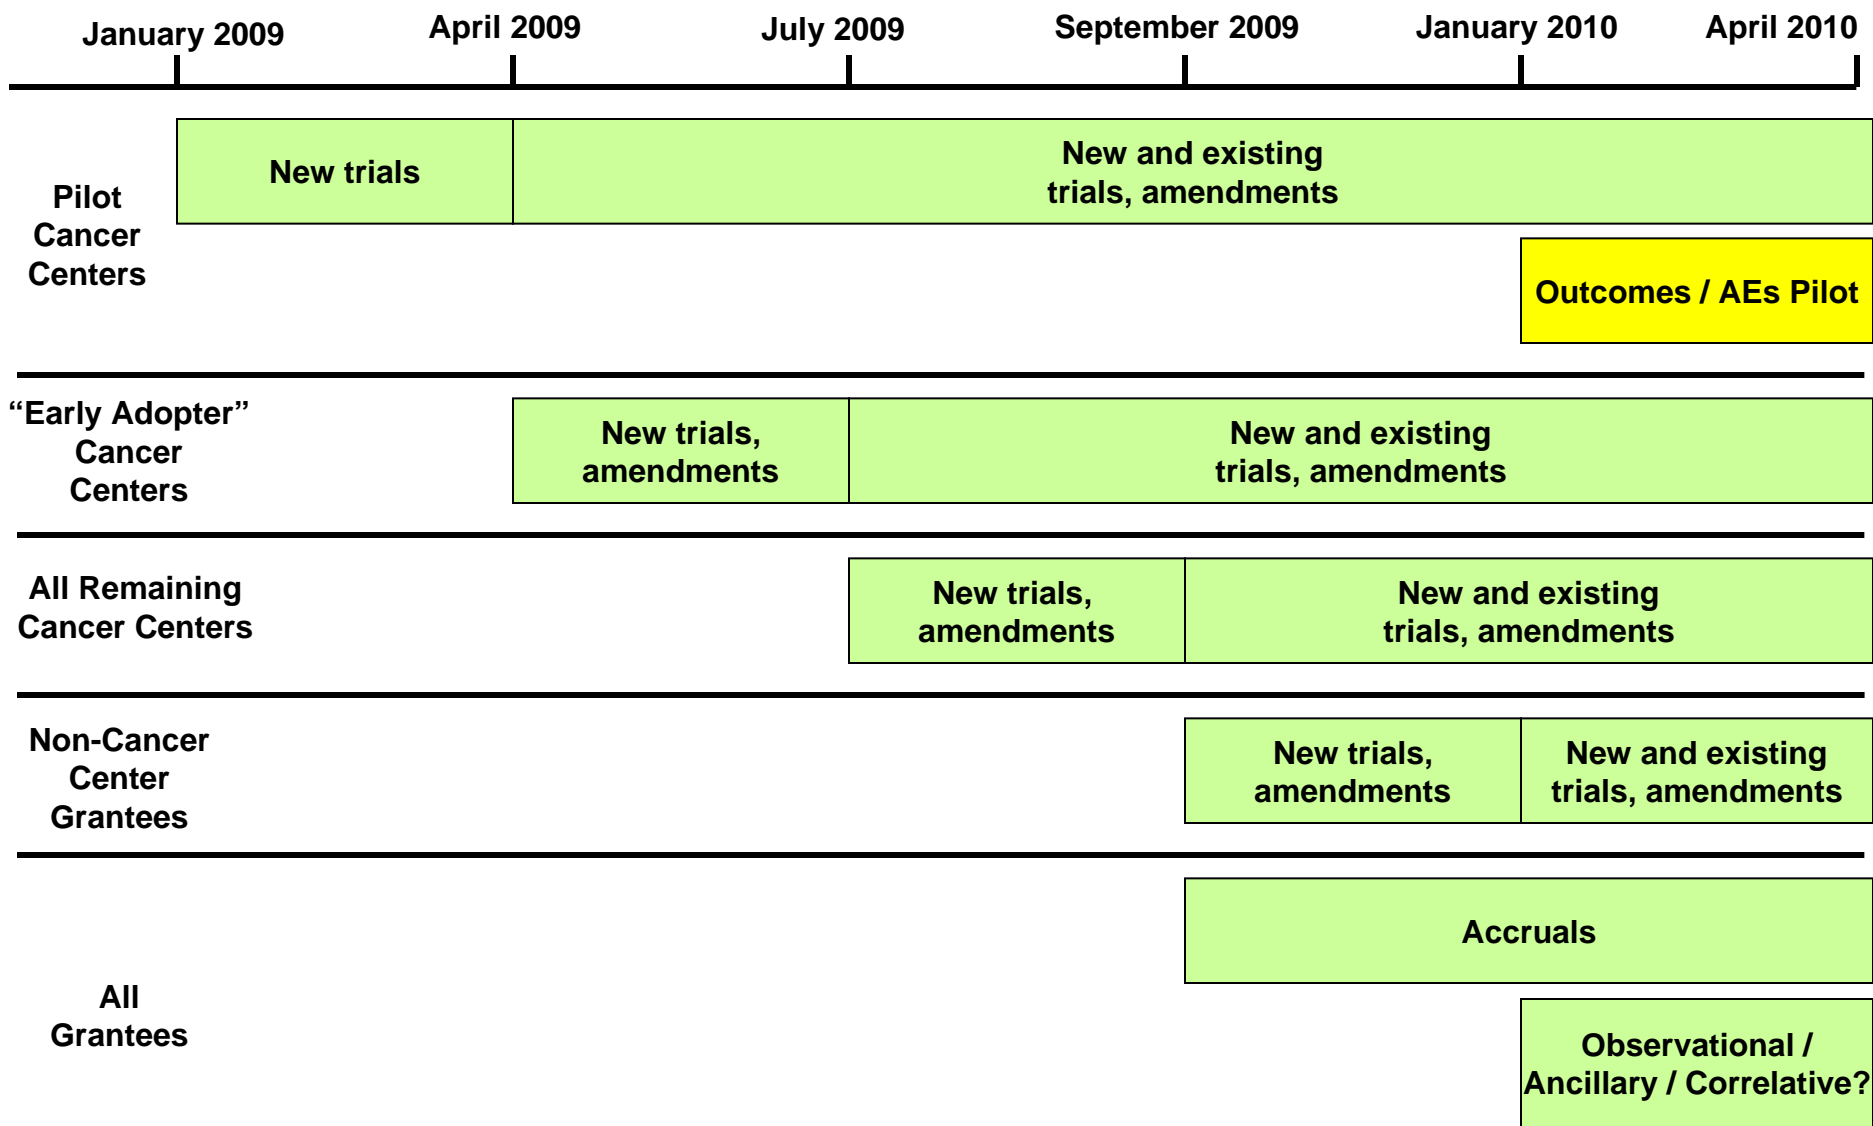 January 2009
April 2009
July 2009
September 2009
January 2010
April 2010
Pilot
Cancer
Centers
New trials
New and existing
trials, amendments
Outcomes / AEs Pilot
“Early Adopter”
Cancer
Centers
New trials,
amendments
New and existing
trials, amendments
All Remaining
Cancer Centers
New trials,
amendments
New and existing
trials, amendments
Non-Cancer
Center
Grantees
New trials,
amendments
New and existing
trials, amendments
All
Grantees
Accruals
Observational /
Ancillary / Correlative?